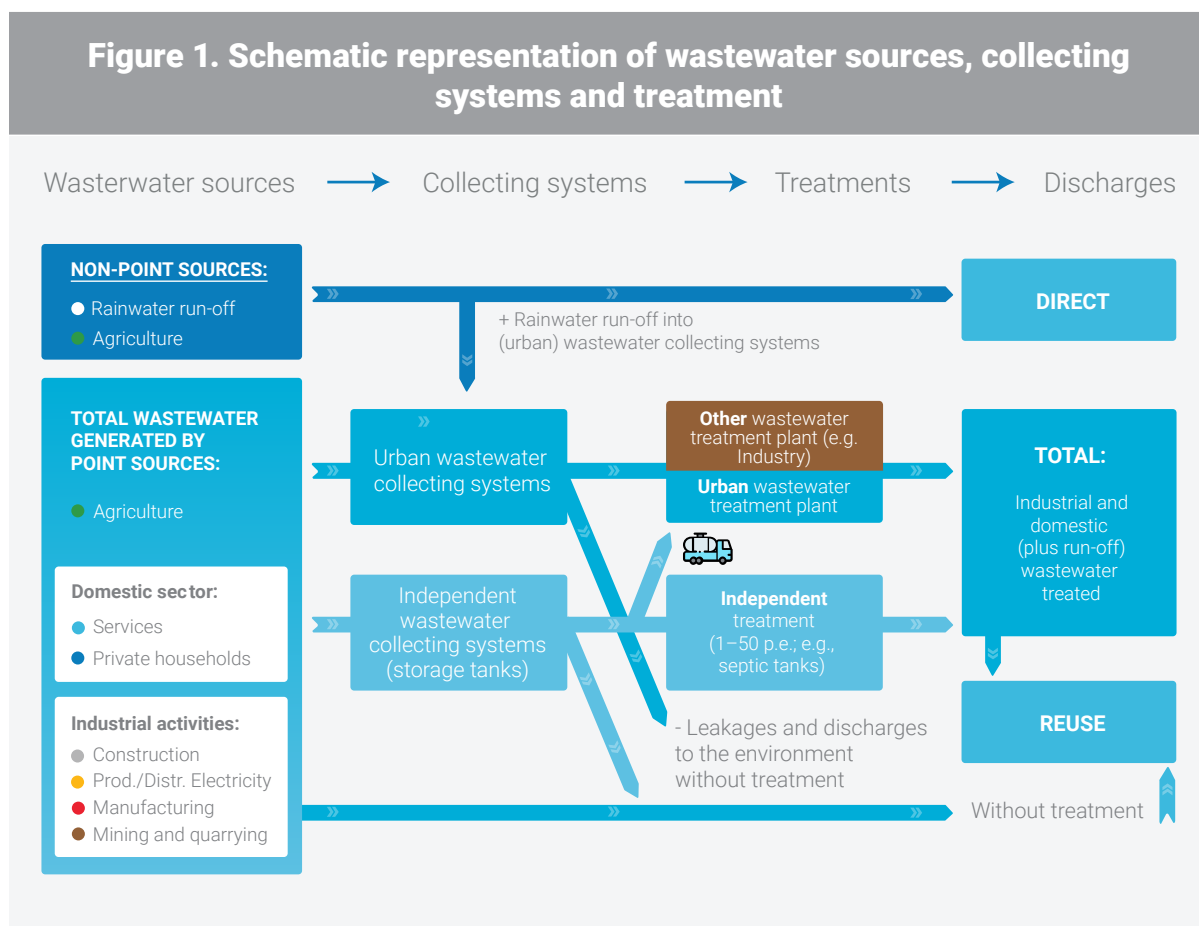 Figure 1. Schematic representation of wastewater sources, collecting
systems and treatment
Wasterwater sources
Collecting systems
Treatments
Discharges
NON-POINT SOURCES:
Rainwater run-off
Agriculture
+ Rainwater run-off into
(urban) wastewater collecting systems
DIRECT
TOTAL WASTEWATER
GENERATED BY
POINT SOURCES:
Agriculture
Domestic sector:
Services
Private households
Industrial activities:
Construction
Prod./Distr. Electricity
Manufacturing
Mining and quarrying
Urban wastewater
collecting systems
Independent
wastewater
collecting systems
(storage tanks)
Other wastewater
treatment plant (e.g.
Industry)
Urban wastewater
treatment plant
Independent
treatment
(1–50 p.e.; e.g.,
septic tanks)
- Leakages and discharges
to the environment
without treatment
TOTAL:
Industrial and
domestic
(plus run-off)
wastewater
treated
REUSE
Without treatment